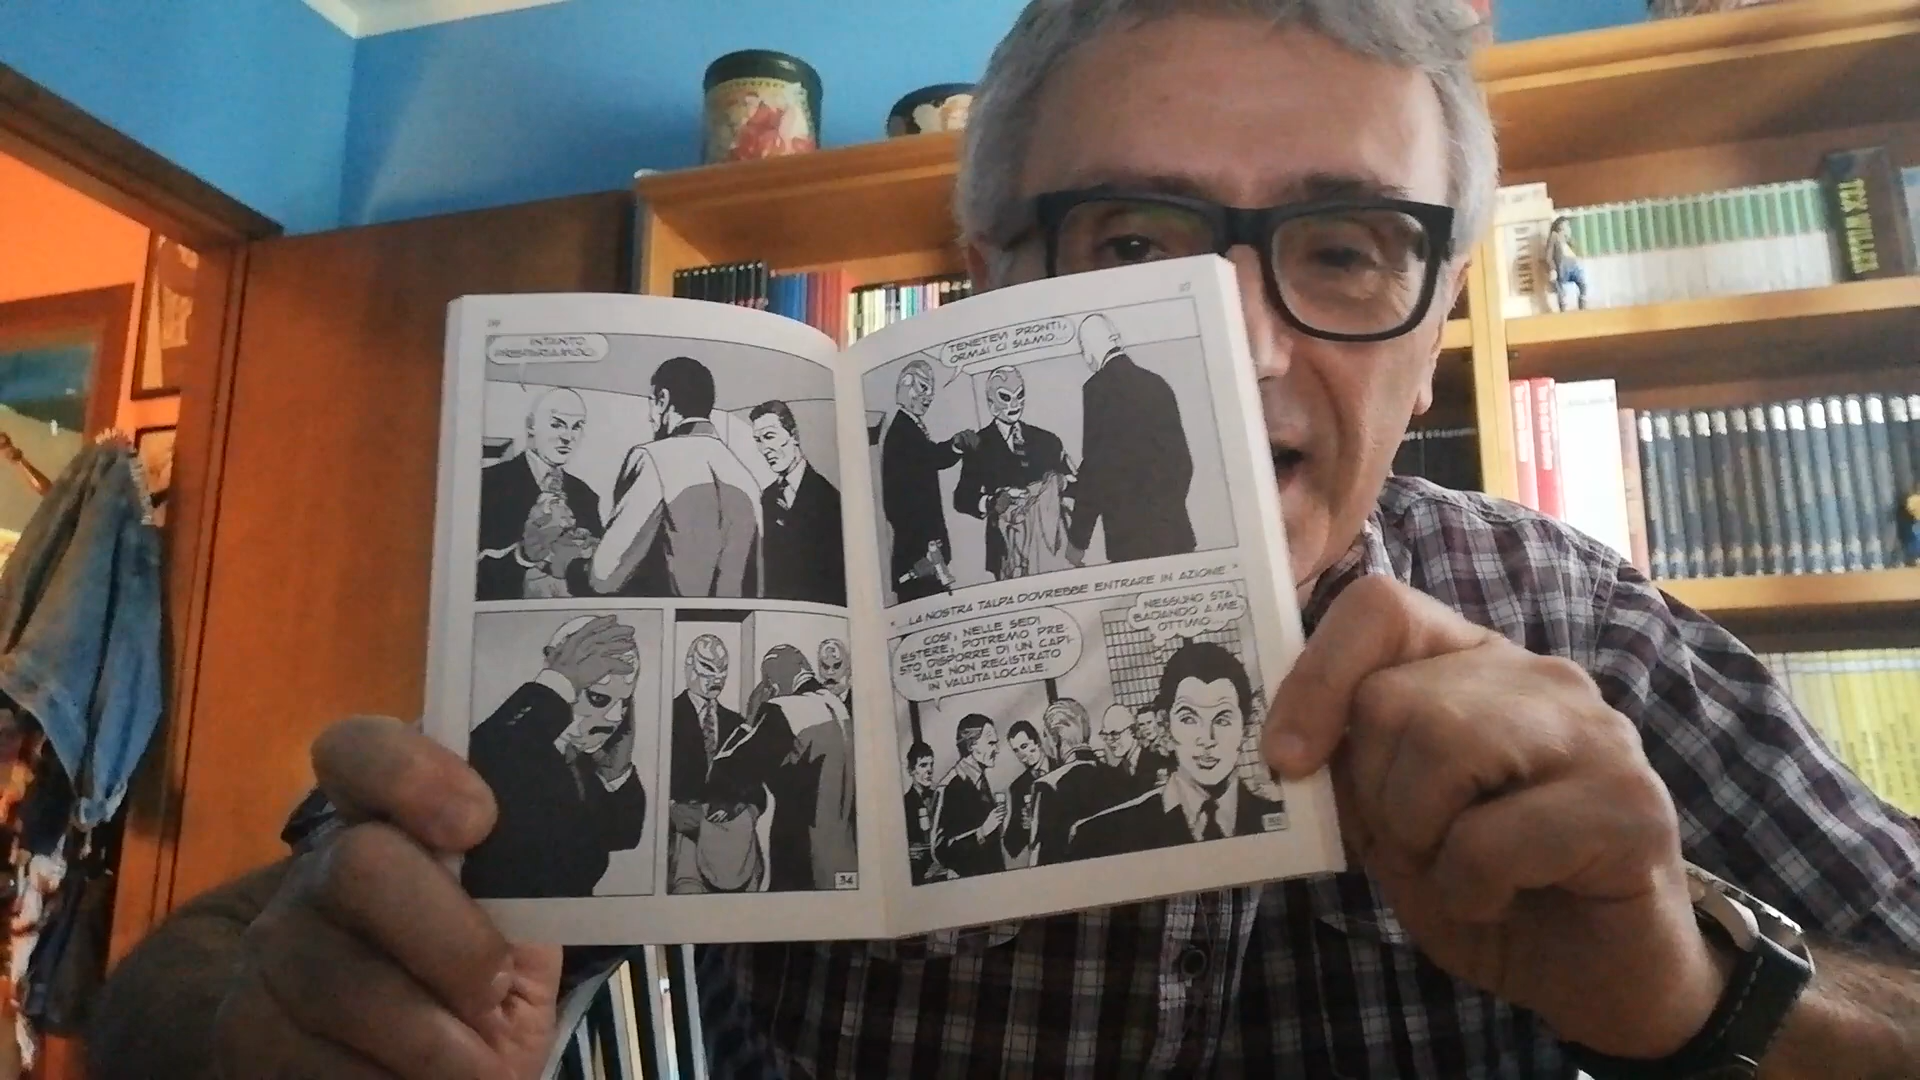 INTANTO
PREPARIAMOCI.
34
TENETEVI PRONTI,
ORMAI CI SIAMO...
"...LA NOSTRA TALPA DOVREBBE ENTRARE IN AZIONE."
COSÌ, NELLE SEDI
ESTERE, POTREMO PRE-
STO DISPORRE DI UN CAPI-
TALE NON REGISTRATO
IN VALUTA LOCALE.
NESSUNO STA
BADANDO A ME.
OTTIMO...
TEX WILLER